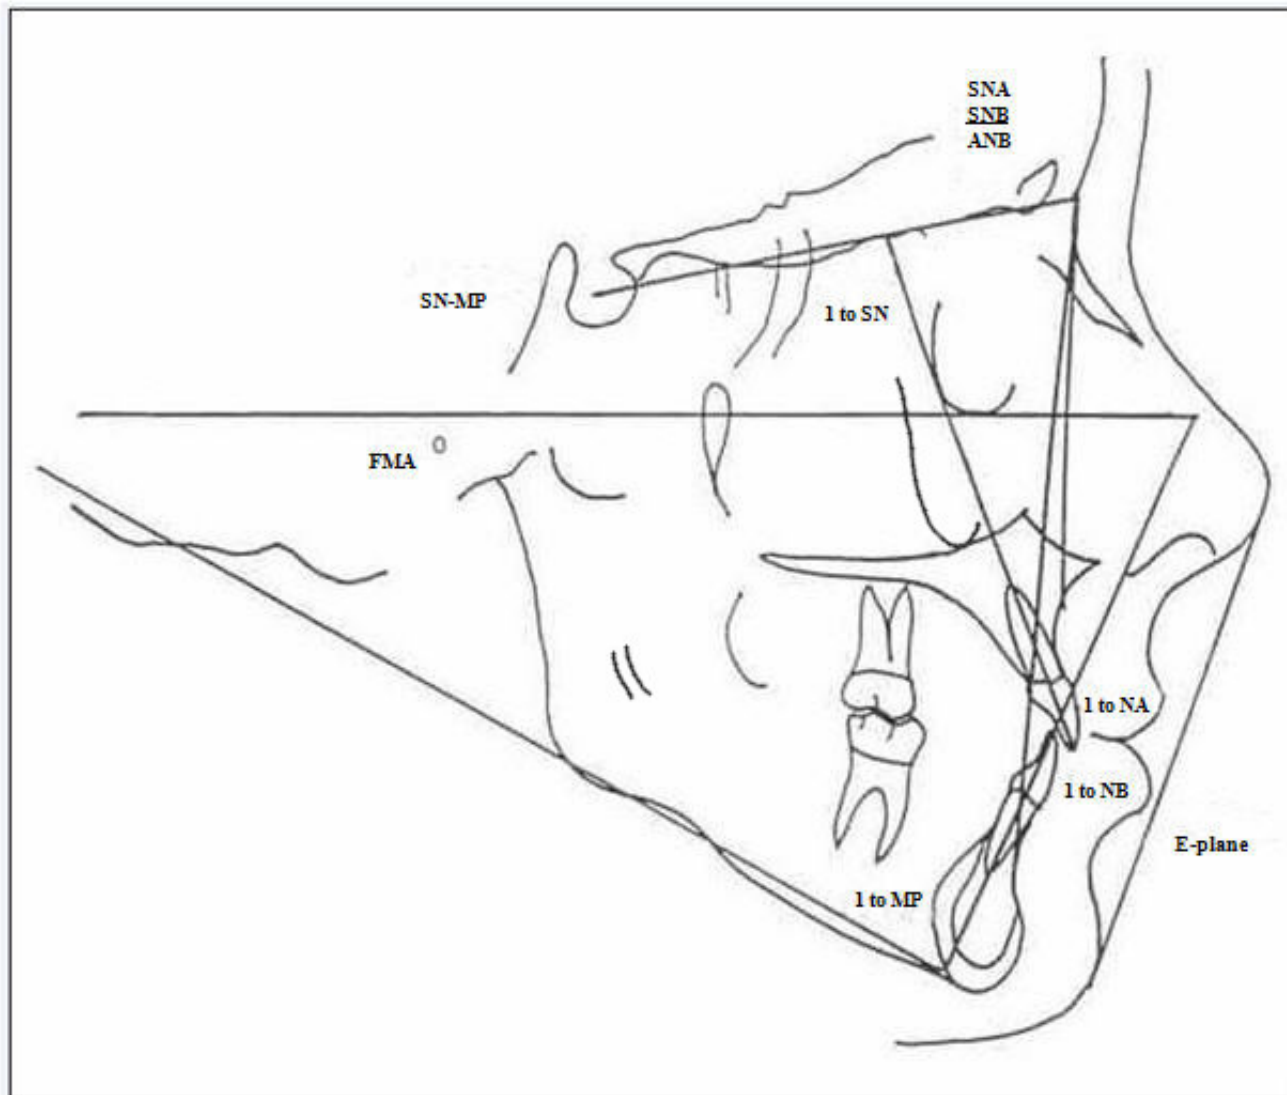 SNA
SNB
ANB
SN-MP
1 to SN
FMA
1 to NA
1 to NB
E-plane
1 to MP